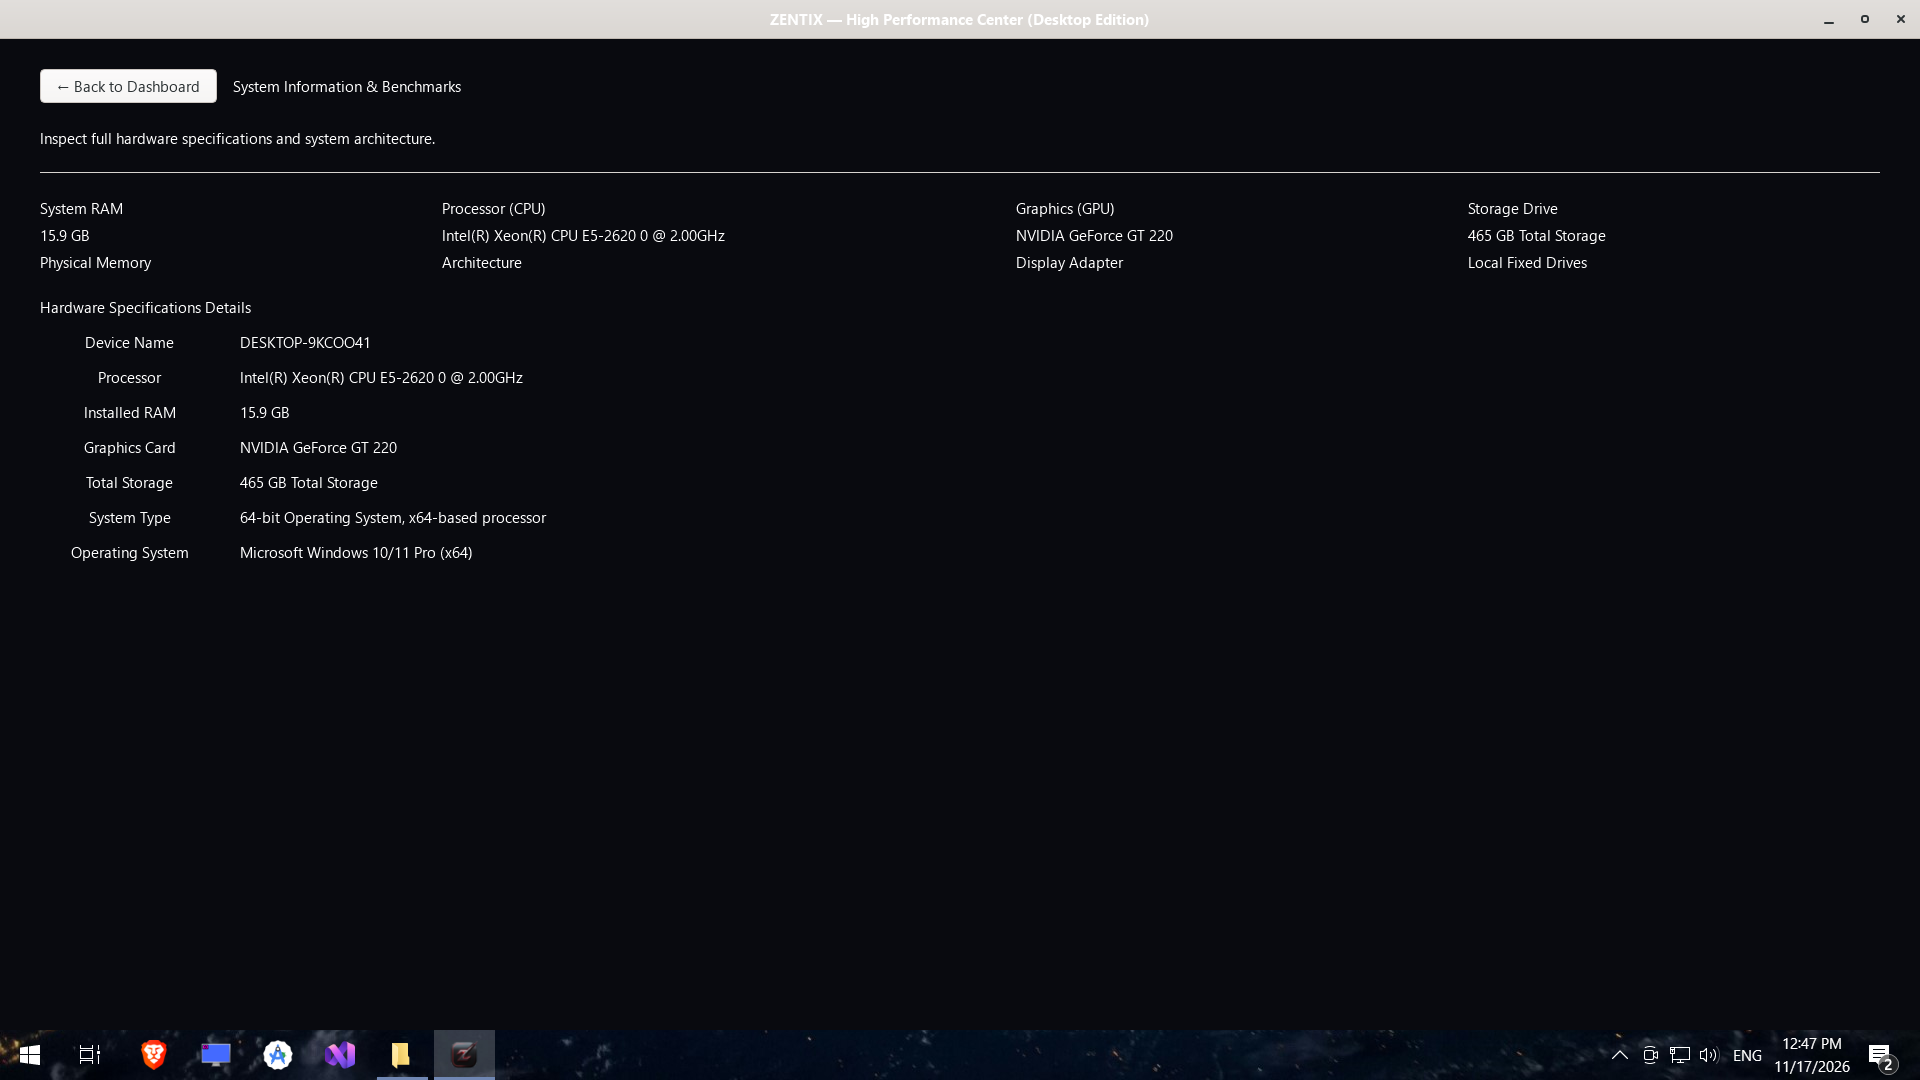 ZENTIX — High Performance Center (Desktop Edition)
← Back to Dashboard
System Information & Benchmarks
Inspect full hardware specifications and system architecture.
System RAM
15.9 GB
Physical Memory
Processor (CPU)
Intel(R) Xeon(R) CPU E5-2620 0 @ 2.00GHz
Architecture
Graphics (GPU)
NVIDIA GeForce GT 220
Display Adapter
Storage Drive
465 GB Total Storage
Local Fixed Drives
Hardware Specifications Details
Device Name DESKTOP-9KCOO41
Processor Intel(R) Xeon(R) CPU E5-2620 0 @ 2.00GHz
Installed RAM 15.9 GB
Graphics Card NVIDIA GeForce GT 220
Total Storage 465 GB Total Storage
System Type 64-bit Operating System, x64-based processor
Operating System Microsoft Windows 10/11 Pro (x64)
ENG
12:47 PM
11/17/2026
2